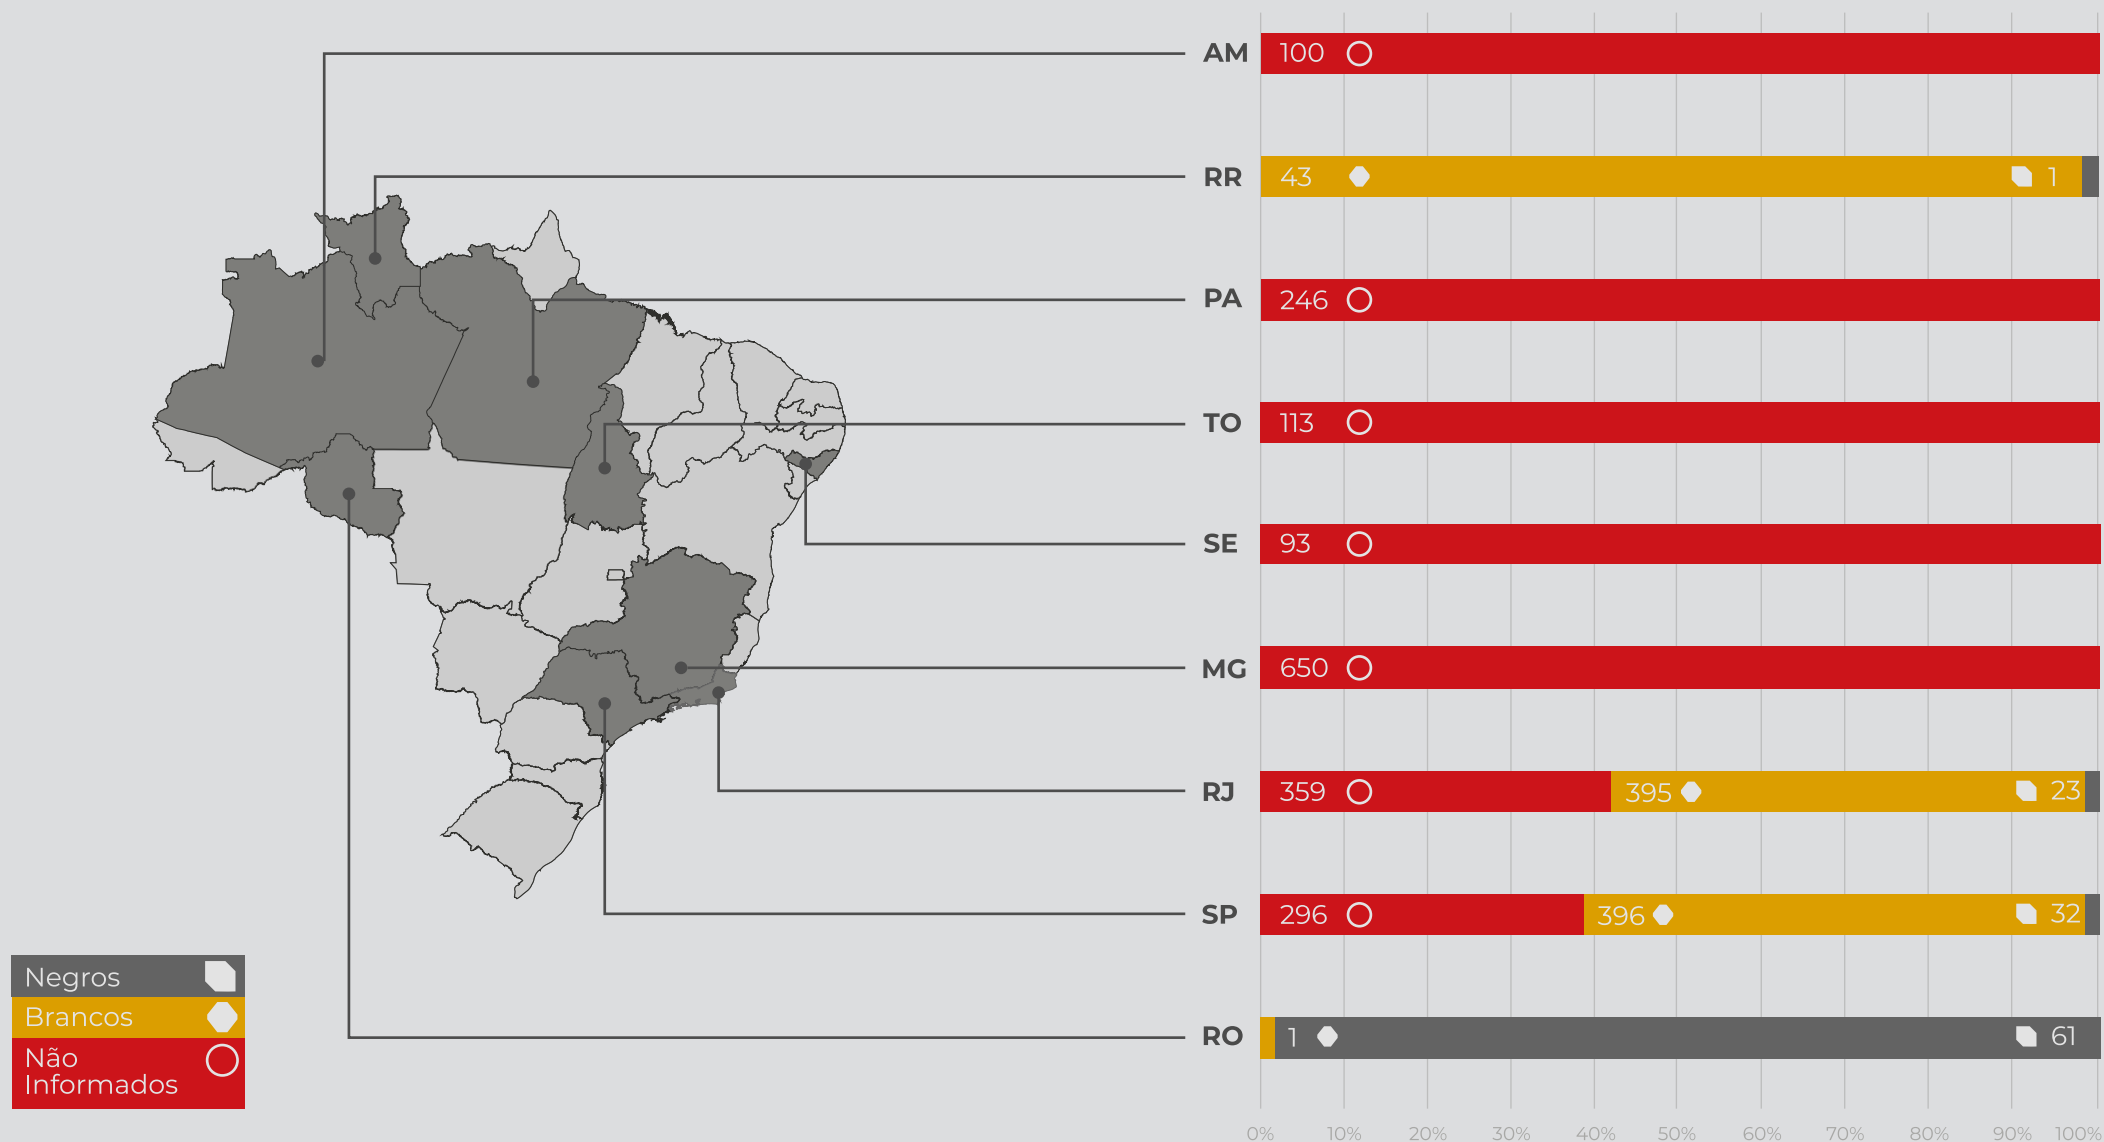 AM 100
RR 43 1
PA 246
TO 113
SE 93
MG 650
RJ 359 395 23
SP 296 396 32
RO 1 61
Negros
Brancos
Não
Informados
0% 10% 20% 30% 40% 50% 60% 70% 80% 90% 100%